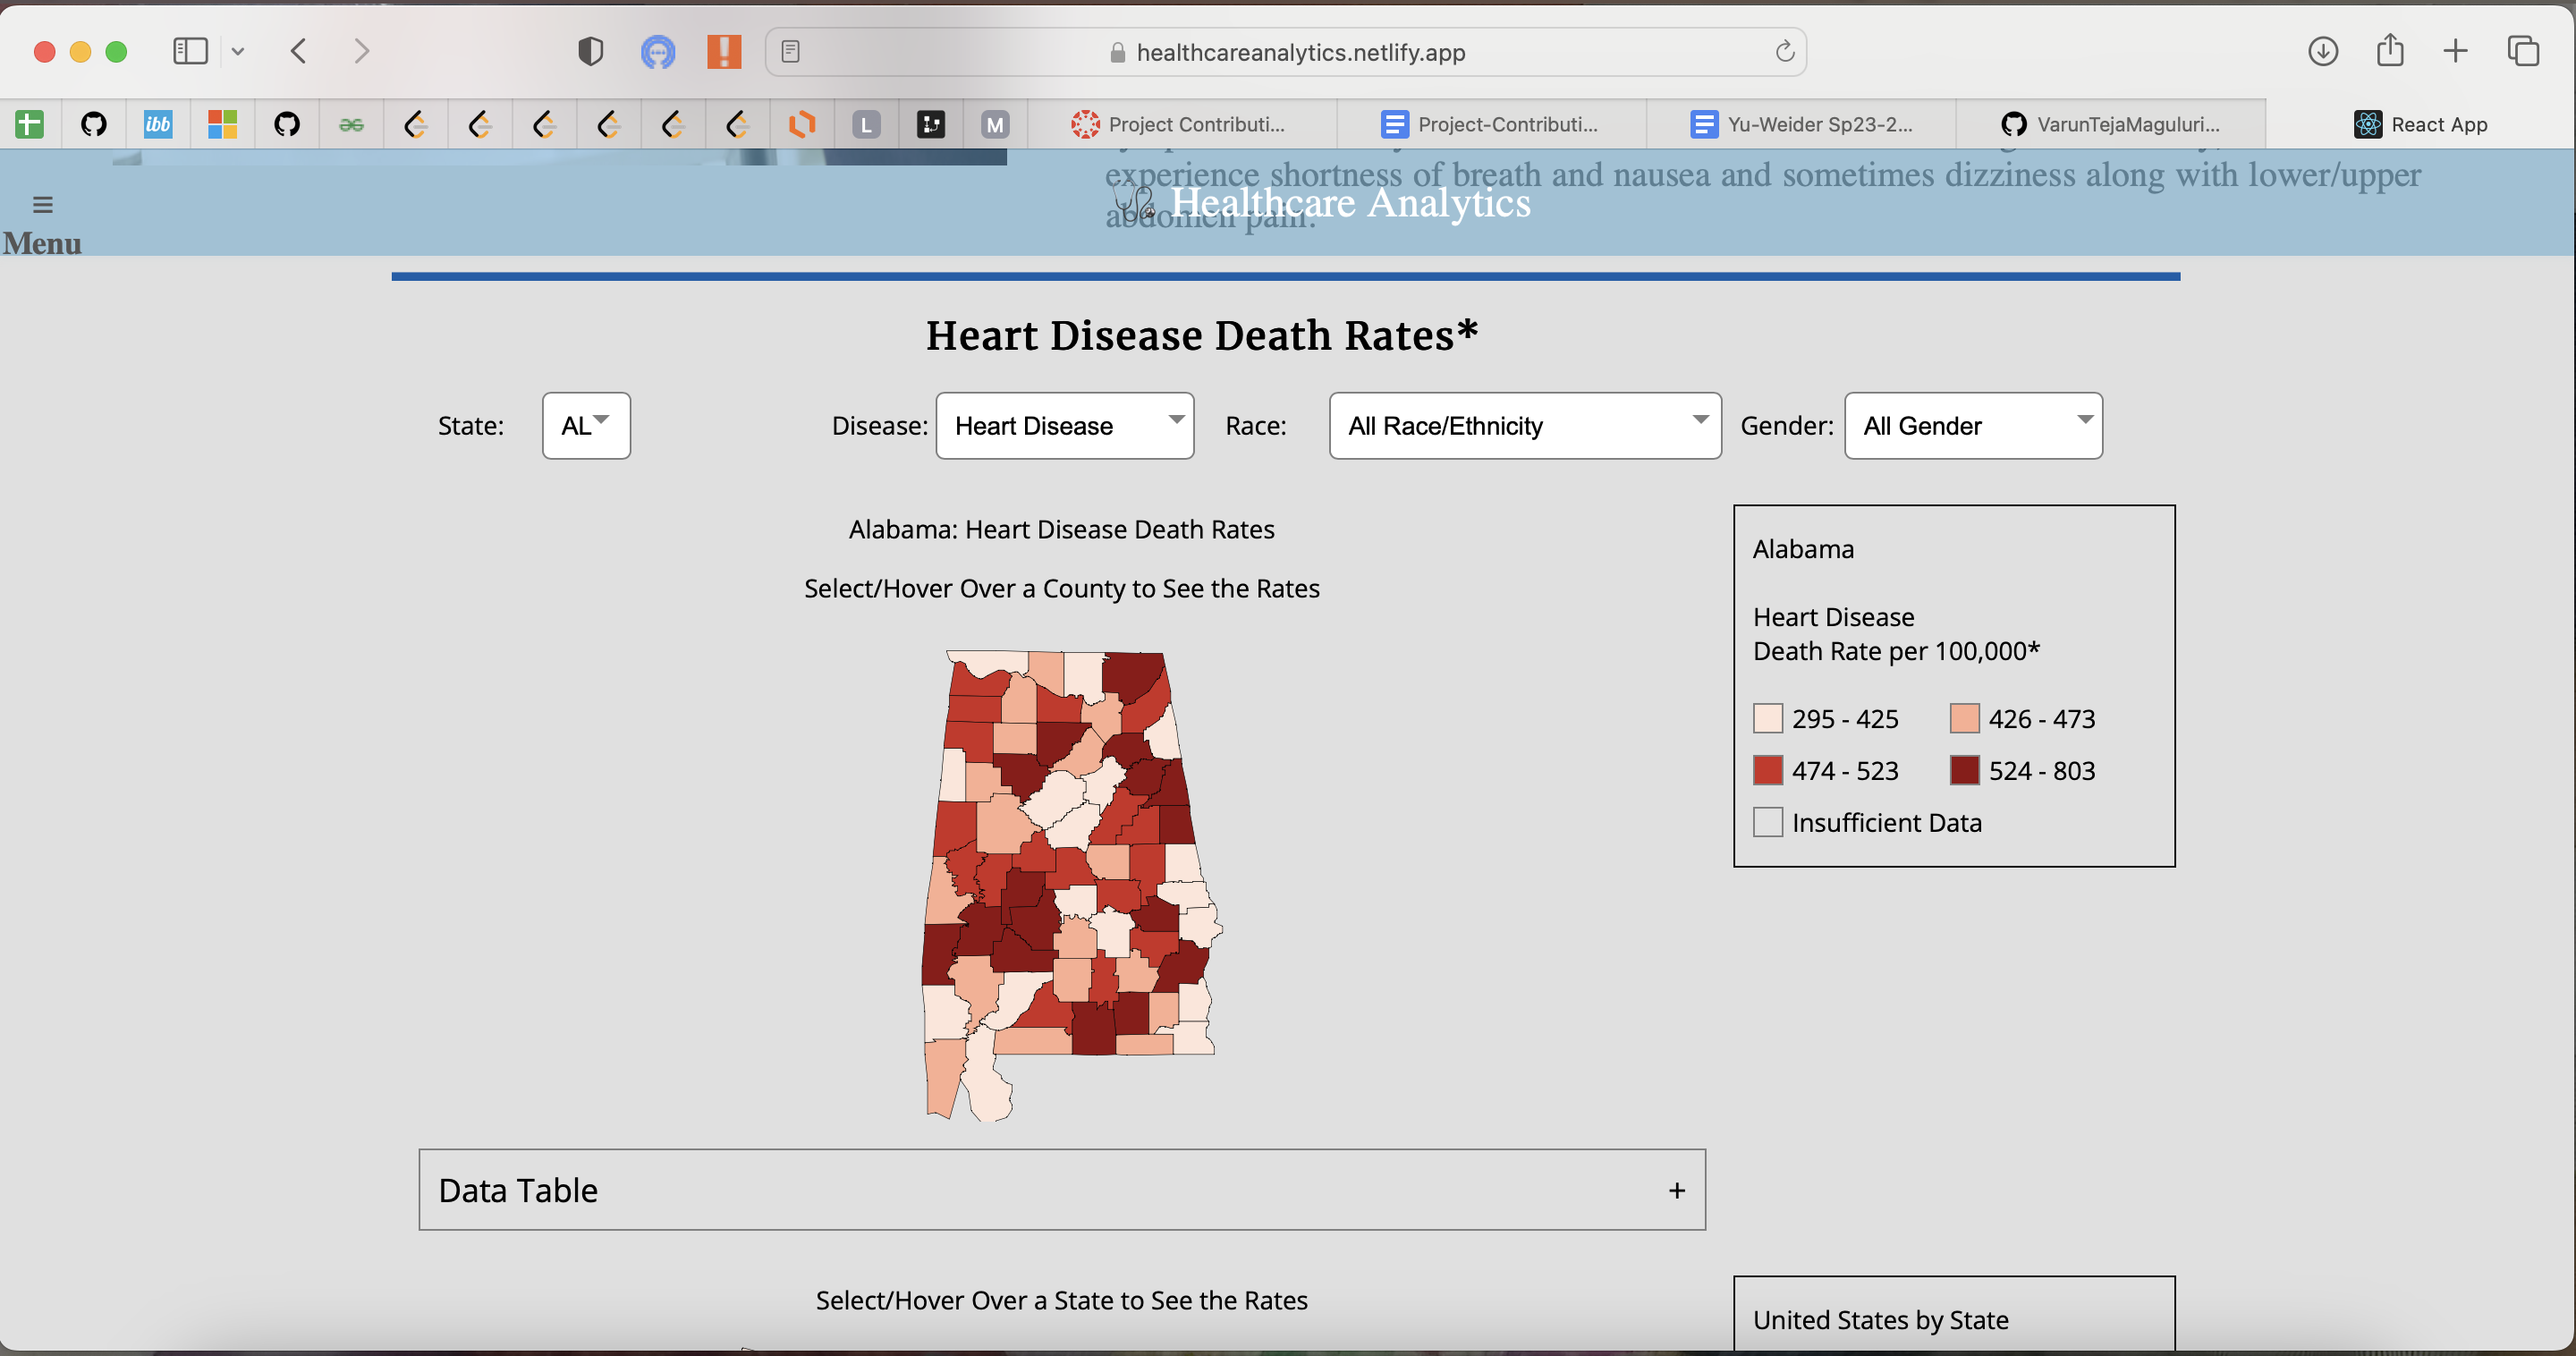 healthcareanalytics.netlify.app
ibb
L
M
Project Contributi...
Project-Contributi...
Yu-Weider Sp23-2...
VarunTejaMaguluri...
React App
experience shortness of breath and nausea and sometimes dizziness along with lower/upper
abdomen pain.
Healthcare Analytics
Menu
Heart Disease Death Rates*
State: AL Disease: Heart Disease Race: All Race/Ethnicity Gender: All Gender
Alabama: Heart Disease Death Rates
Select/Hover Over a County to See the Rates
Alabama
Heart Disease
Death Rate per 100,000*
295 - 425 426 - 473
474 - 523 524 - 803
Insufficient Data
Data Table +
Select/Hover Over a State to See the Rates
United States by State